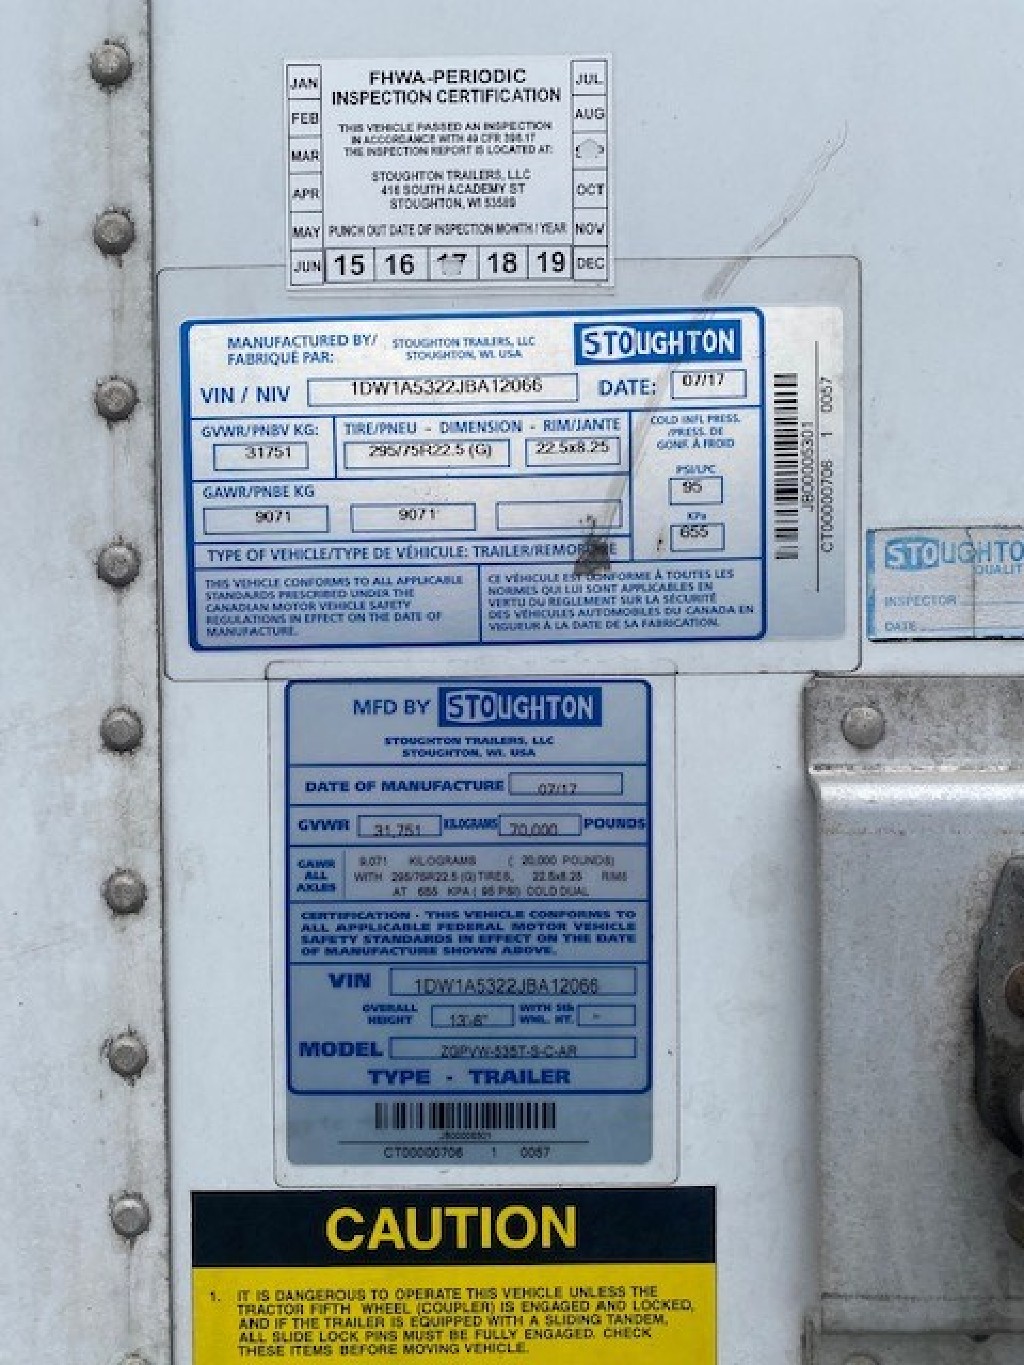 JAN
FEB
MAR
APR
MAY
JUN
FHWA-PERIODIC
INSPECTION CERTIFICATION
THIS VEHICLE PASSED AN INSPECTION
IN ACCORDANCE WITH 49 CFR 396.17
THE INSPECTION REPORT IS LOCATED AT:
STOUGHTON TRAILERS, LLC
416 SOUTH ACADEMY ST
STOUGHTON, WI 53589
PUNCH OUT DATE OF INSPECTION MONTH / YEAR
15 16 17 18 19
JUL
AUG
OCT
NOV
DEC
MANUFACTURED BY/
FABRIQUÉ PAR:
STOUGHTON TRAILERS, LLC
STOUGHTON, WI. USA
STOUGHTON
VIN / NIV 1DW1A5322JBA12066 DATE: 07/17
GVWR/PNBV KG: TIRE/PNEU - DIMENSION - RIM/JANTE
31751 295/75R22.5 (G) 22.5x8.25
COLD INFL PRESS.
/PRESS. DE
GONF. À FROID
PSI/LPC
95
KPa
655
GAWR/PNBE KG
9071 9071
TYPE OF VEHICLE/TYPE DE VÉHICULE: TRAILER/REMORQUE
THIS VEHICLE CONFORMS TO ALL APPLICABLE
STANDARDS PRESCRIBED UNDER THE
CANADIAN MOTOR VEHICLE SAFETY
REGULATIONS IN EFFECT ON THE DATE OF
MANUFACTURE.
CE VÉHICULE EST CONFORME À TOUTES LES
NORMES QUI LUI SONT APPLICABLES EN
VERTU DU REGLEMENT SUR LA SÉCURITÉ
DES VÉHICULES AUTOMOBILES DU CANADA EN
VIGUEUR À LA DATE DE SA FABRICATION.
JB00005301
CT00000706 1 0057
STOUGHTO
QUALIT
INSPECTOR
DATE
MFD BY STOUGHTON
STOUGHTON TRAILERS, LLC
STOUGHTON, WI. USA
DATE OF MANUFACTURE 07/17
GVWR 31,751 KILOGRAMS 70,000 POUNDS
GAWR
ALL
AXLES
9,071 KILOGRAMS ( 20,000 POUNDS)
WITH 295/75R22.5 (G) TIRES, 22.5x8.25 RIMS
AT 655 KPA ( 95 PSI) COLD DUAL
CERTIFICATION - THIS VEHICLE CONFORMS TO
ALL APPLICABLE FEDERAL MOTOR VEHICLE
SAFETY STANDARDS IN EFFECT ON THE DATE
OF MANUFACTURE SHOWN ABOVE.
VIN 1DW1A5322JBA12066
OVERALL
HEIGHT 13'-6"
WITH 5th
WHL. HT.
MODEL ZGPVW-535T-S-C-AR
TYPE - TRAILER
JB00005301
CT00000706 1 0057
CAUTION
1. IT IS DANGEROUS TO OPERATE THIS VEHICLE UNLESS THE
TRACTOR FIFTH WHEEL (COUPLER) IS ENGAGED AND LOCKED,
AND IF THE TRAILER IS EQUIPPED WITH A SLIDING TANDEM,
ALL SLIDE LOCK PINS MUST BE FULLY ENGAGED. CHECK
THESE ITEMS BEFORE MOVING VEHICLE.